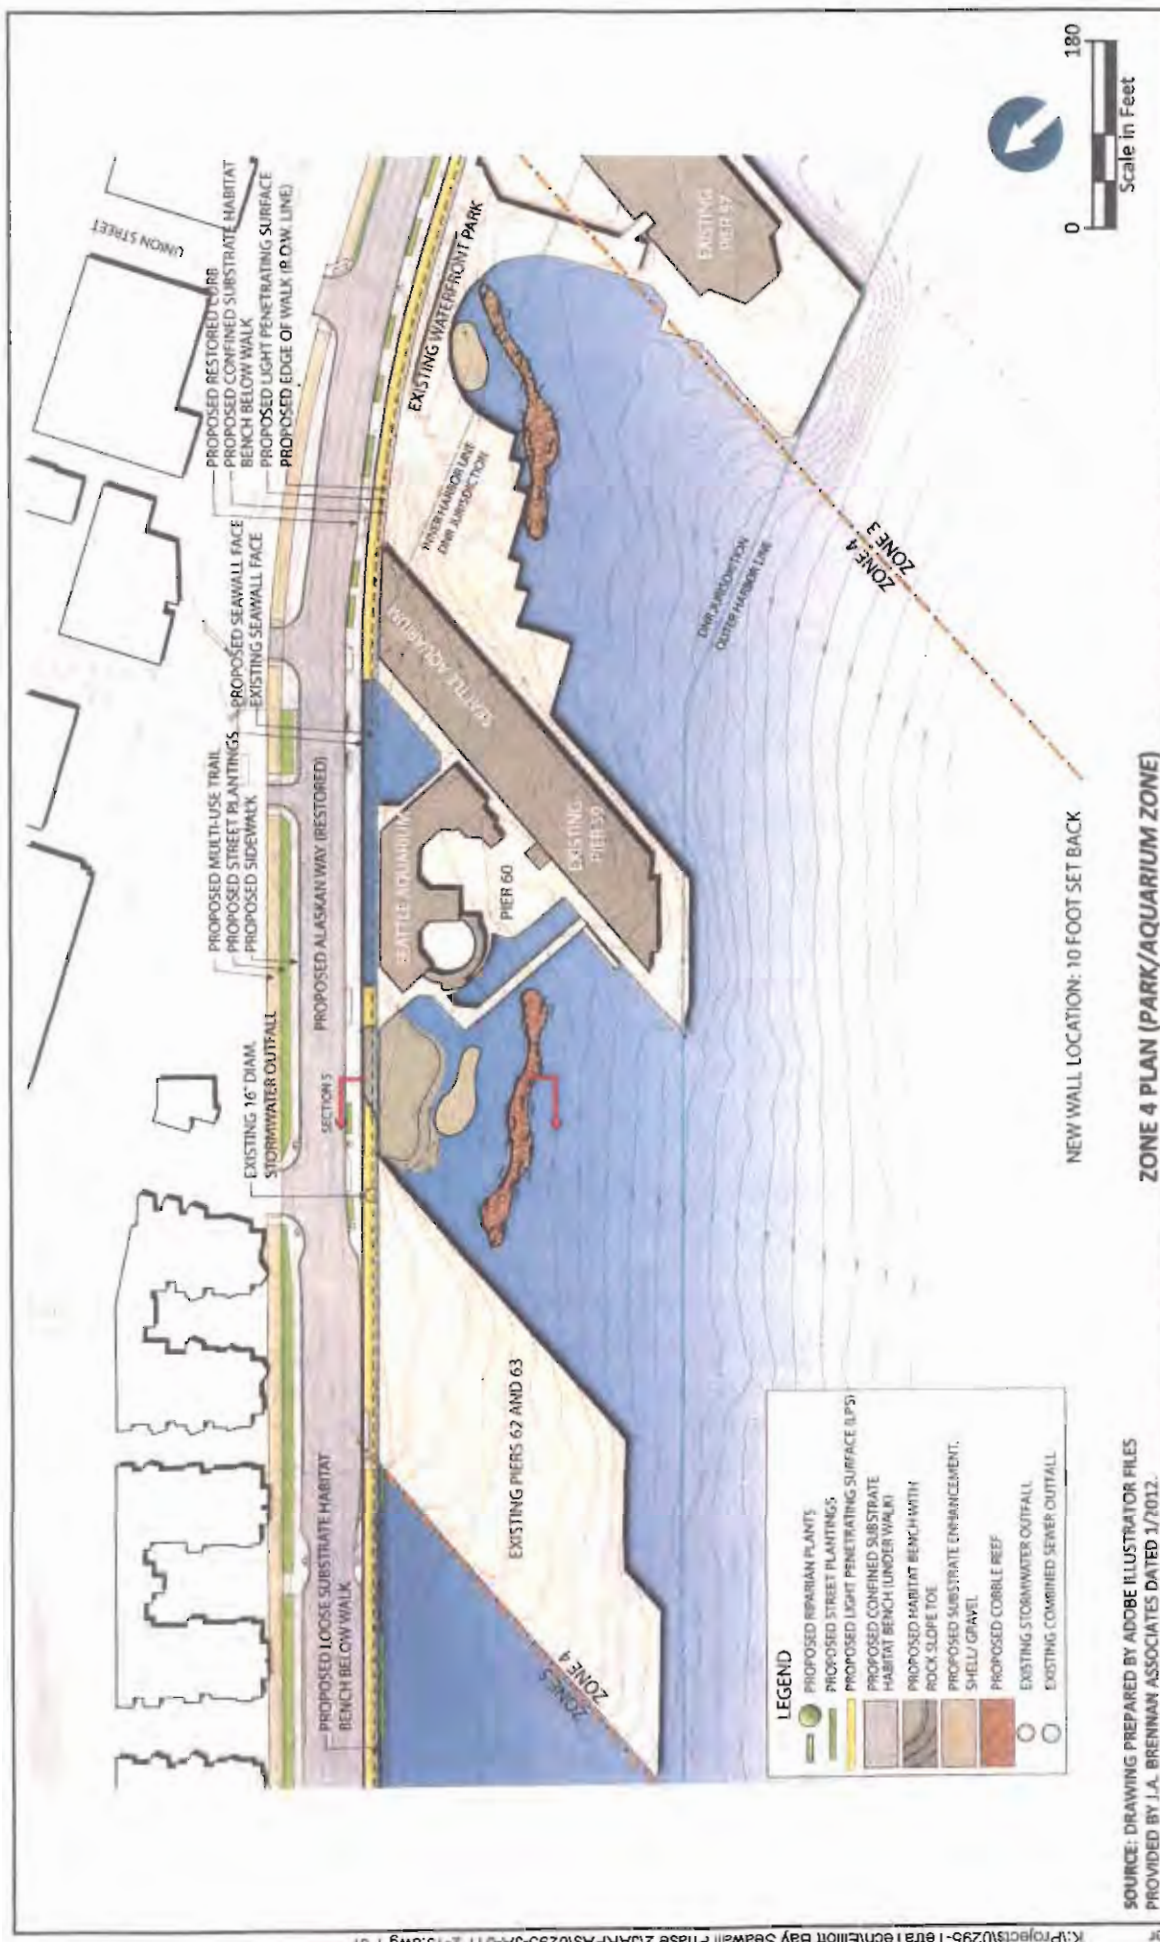 UNION STREET
PROPOSED RESTORED CURB
PROPOSED CONFINED SUBSTRATE HABITAT
BENCH BELOW WALK
PROPOSED LIGHT PENETRATING SURFACE
PROPOSED EDGE OF WALK (R.O.W. LINE)
PROPOSED SEAWALL FACE
EXISTING SEAWALL FACE
PROPOSED MULTI-USE TRAIL
PROPOSED STREET PLANTINGS
PROPOSED SIDEWALK
EXISTING 16" DIAM.
STORMWATER OUTFALL
PROPOSED ALASKAN WAY (RESTORED)
SECTION 5
PROPOSED LOOSE SUBSTRATE HABITAT
BENCH BELOW WALK
EXISTING WATERFRONT PARK
INNER HARBOR LINE
DNR JURISDICTION
SEATTLE AQUARIUM
SEATTLE AQUARIUM
PIER 60
EXISTING
PIER 59
EXISTING
PIER 57
EXISTING PIERS 62 AND 63
DNR JURISDICTION
OUTER HARBOR LINE
ZONE 4
ZONE 3
ZONE 5
ZONE 4
LEGEND
PROPOSED RIPARIAN PLANTS
PROPOSED STREET PLANTINGS
PROPOSED LIGHT PENETRATING SURFACE (LPS)
PROPOSED CONFINED SUBSTRATE
HABITAT BENCH (UNDER WALK)
PROPOSED HABITAT BENCH WITH
ROCK SLOPE TOE
PROPOSED SUBSTRATE ENHANCEMENT,
SHELL/ GRAVEL
PROPOSED COBBLE REEF
EXISTING STORMWATER OUTFALL
EXISTING COMBINED SEWER OUTFALL
NEW WALL LOCATION: 10 FOOT SET BACK
0 180
Scale in Feet
SOURCE: DRAWING PREPARED BY ADOBE ILLUSTRATOR FILES
PROVIDED BY J.A. BRENNAN ASSOCIATES DATED 1/2012.
ZONE 4 PLAN (PARK/AQUARIUM ZONE)